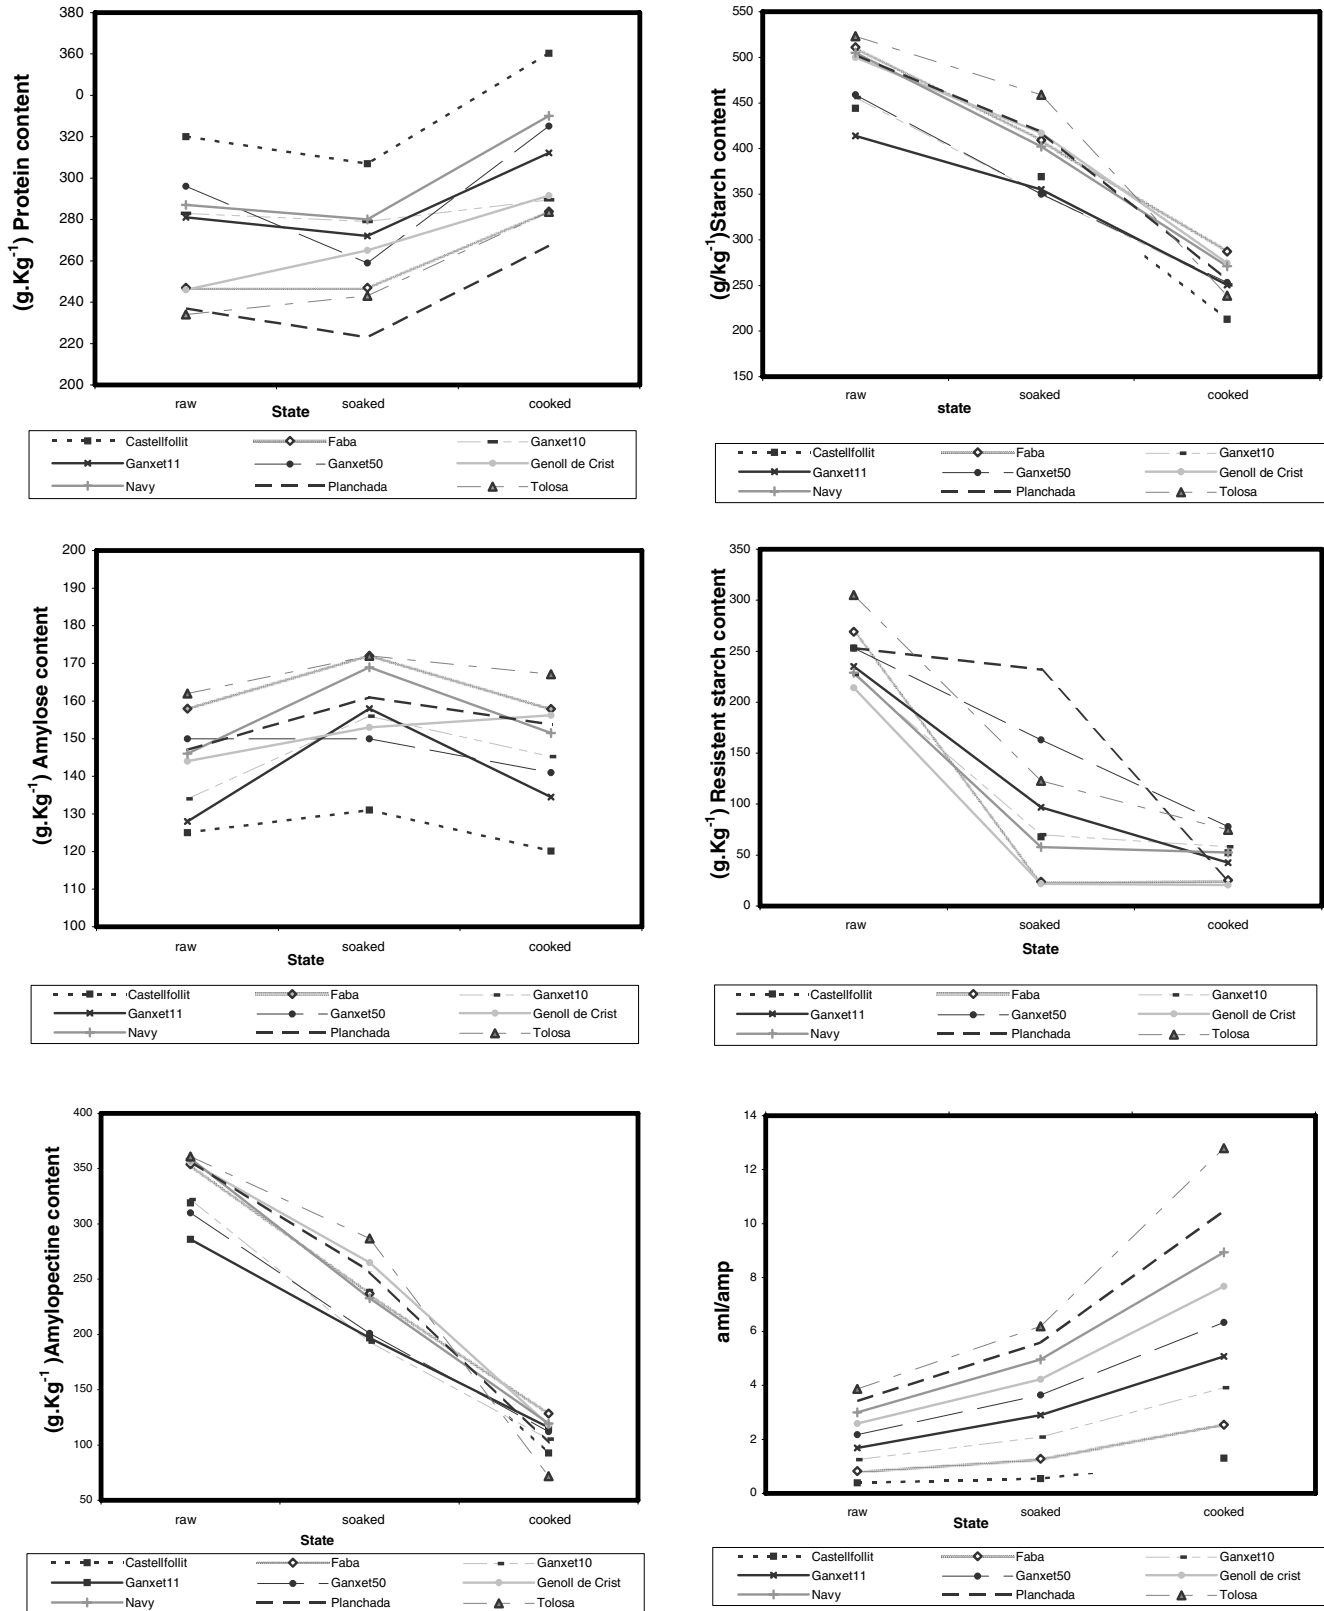 (g.Kg-1) Protein content
380
360
0
320
300
280
260
240
220
200
raw soaked cooked
State
Castellfollit Faba Ganxet10
Ganxet11 Ganxet50 Genoll de Crist
Navy Planchada Tolosa
(g/kg-1)Starch content
550
500
450
400
350
300
250
200
150
raw soaked cooked
state
Castellfollit Faba Ganxet10
Ganxet11 Ganxet50 Genoll de Crist
Navy Planchada Tolosa
(g.Kg-1) Amylose content
200
190
180
170
160
150
140
130
120
110
100
raw soaked cooked
State
Castellfollit Faba Ganxet10
Ganxet11 Ganxet50 Genoll de Crist
Navy Planchada Tolosa
(g.Kg-1) Resistent starch content
350
300
250
200
150
100
50
0
raw soaked cooked
State
Castellfollit Faba Ganxet10
Ganxet11 Ganxet50 Genoll de Crist
Navy Planchada Tolosa
(g.Kg-1)Amylopectine content
400
350
300
250
200
150
100
50
raw soaked cooked
State
Castellfollit Faba Ganxet10
Ganxet11 Ganxet50 Genoll de Crist
Navy Planchada Tolosa
aml/amp
14
12
10
8
6
4
2
0
raw soaked cooked
State
Castellfollit Faba Ganxet10
Ganxet11 Ganxet50 Genoll de crist
Navy Planchada Tolosa